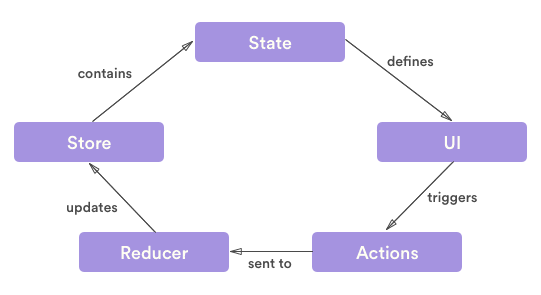 State
contains
defines
Store
UI
updates
triggers
Reducer
sent to
Actions